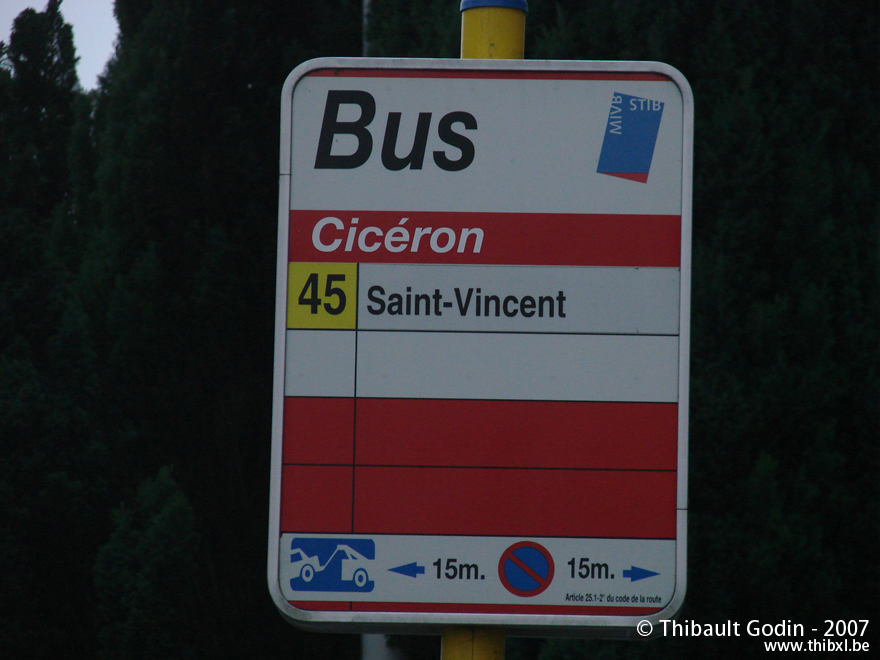 Bus
MIVB STIB
Cicéron
45 Saint-Vincent
15m. 15m.
Article 25.1-2° du code de la route
© Thibault Godin - 2007
www.thibxl.be